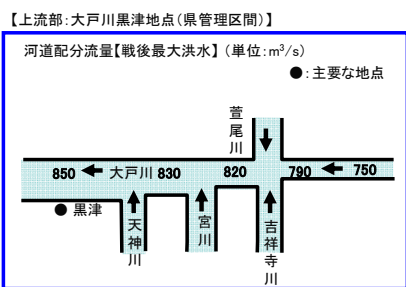 【上流部:大戸川黒津地点(県管理区間)】
河道配分流量【戦後最大洪水】(単位:m³/s)
●:主要な地点
萱尾川
850 大戸川 830 820 790 750
● 黒津
天神川
宮川
吉祥寺川